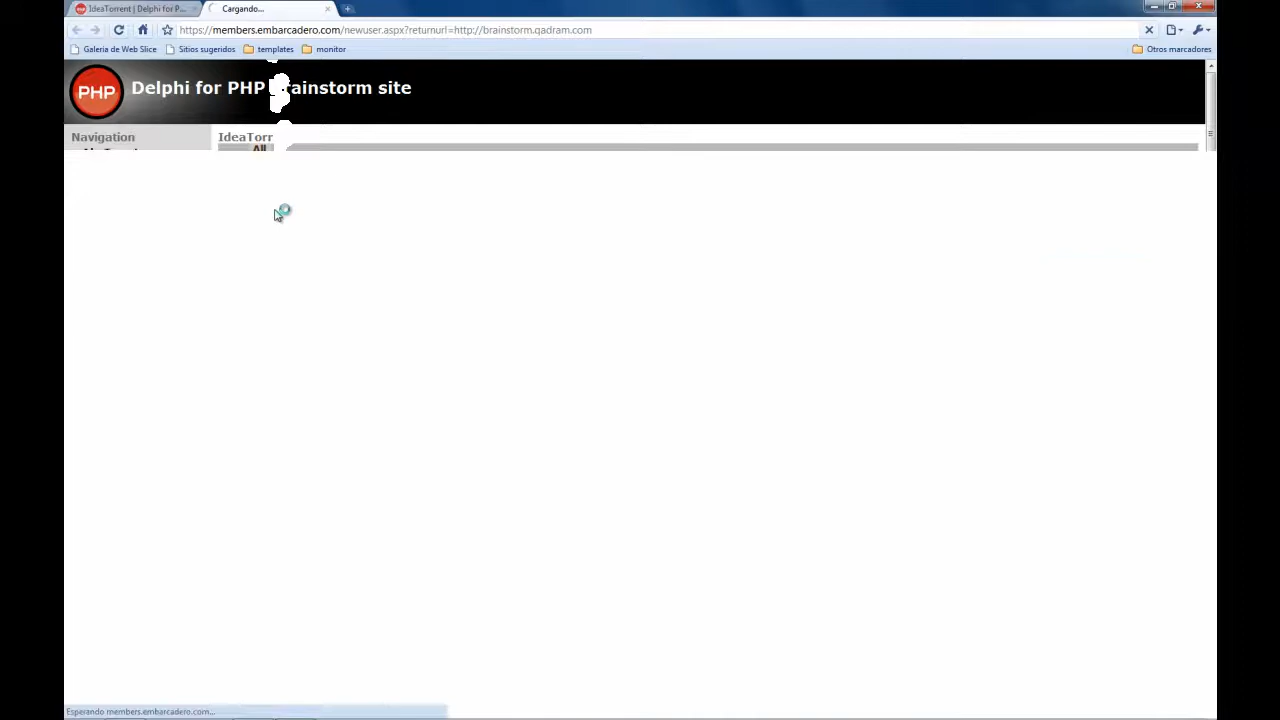 IdeaTorrent | Delphi for P... Cargando...
https://members.embarcadero.com/newuser.aspx?returnurl=http://brainstorm.qadram.com
Galería de Web Slice Sitios sugeridos templates monitor Otros marcadores
PHP Delphi for PHP rainstorm site
Navigation IdeaTorr
All
Esperando members.embarcadero.com...